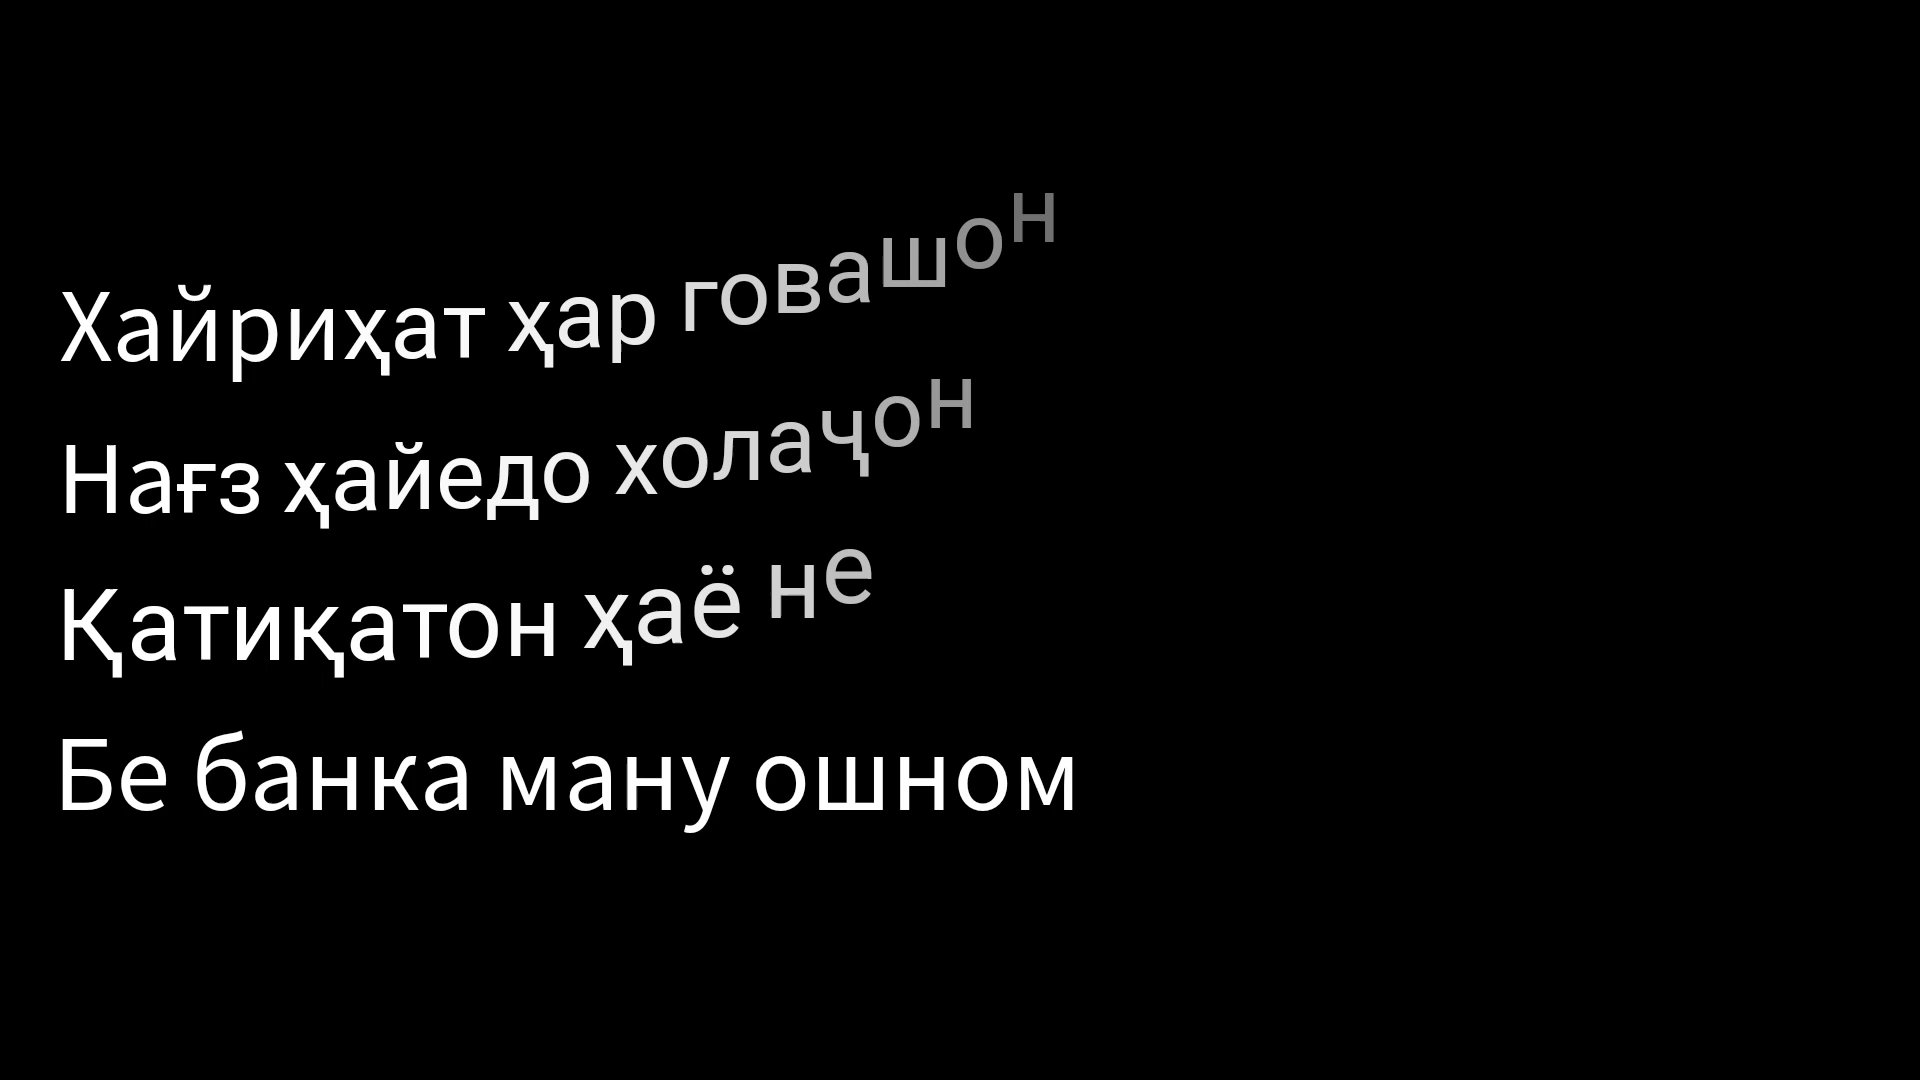 Хайриҳат ҳар говашон
Нағз ҳайедо холаҷон
Қатиқатон ҳаё не
Бе банка ману ошном